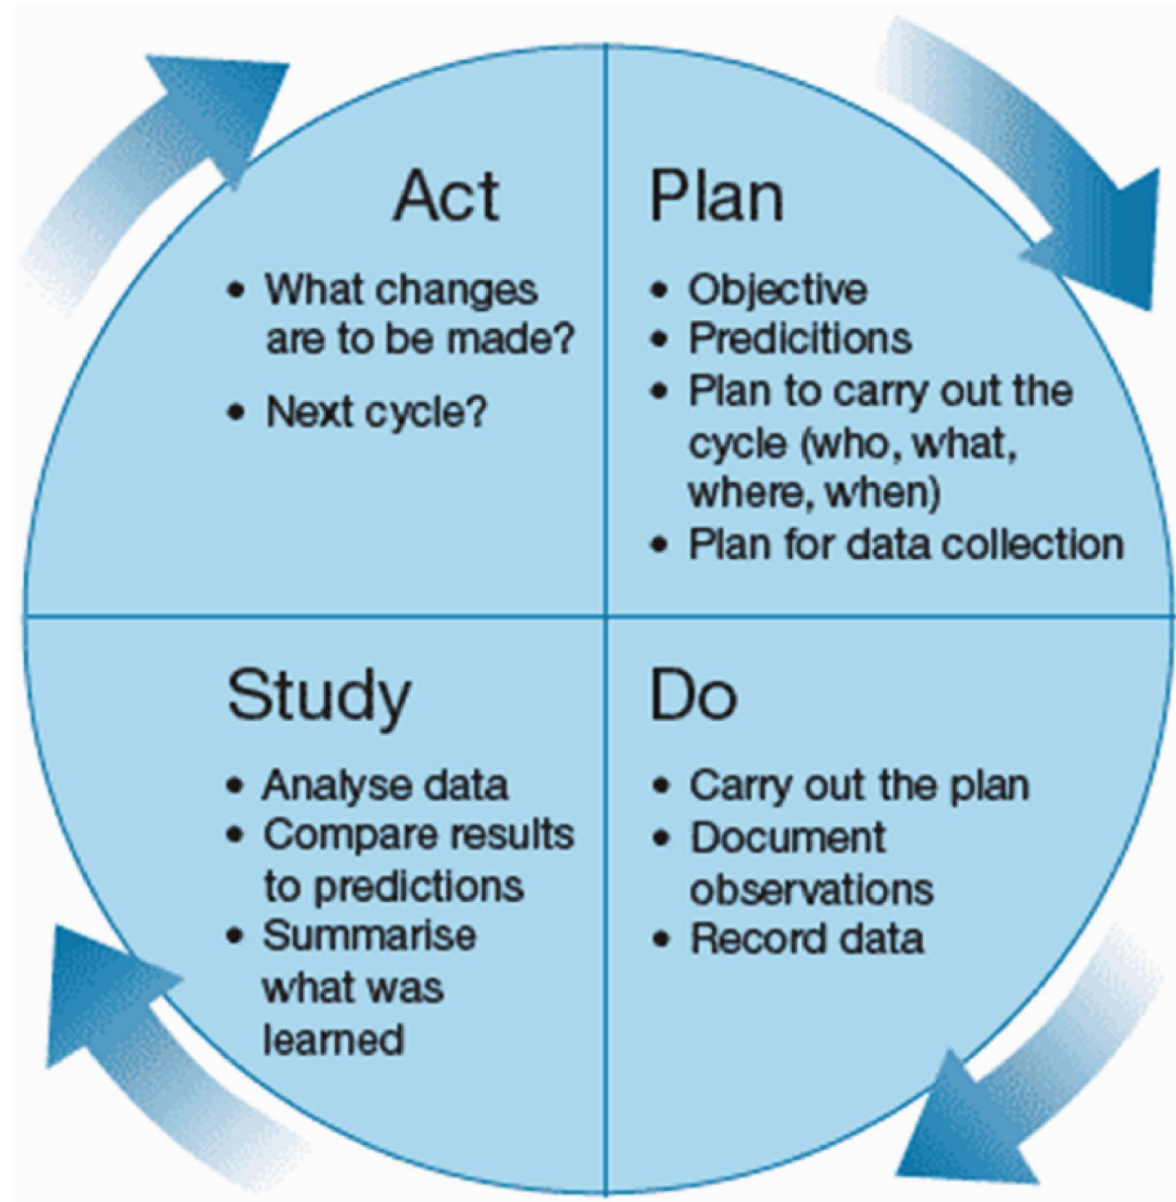 Act
• What changes
are to be made?
• Next cycle?
Plan
• Objective
• Predicitions
• Plan to carry out the
cycle (who, what,
where, when)
• Plan for data collection
Study
• Analyse data
• Compare results
to predictions
• Summarise
what was
learned
Do
• Carry out the plan
• Document
observations
• Record data